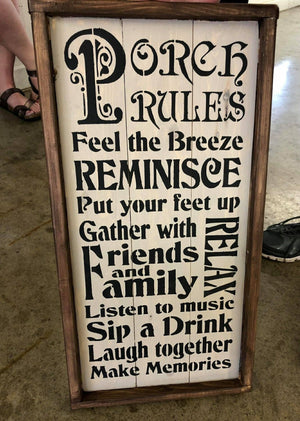 Porch
Rules
Feel the Breeze
REMINISCE
Put your feet up
Gather with
Friends
and
Family
RELAX
Listen to music
Sip a Drink
Laugh together
Make Memories